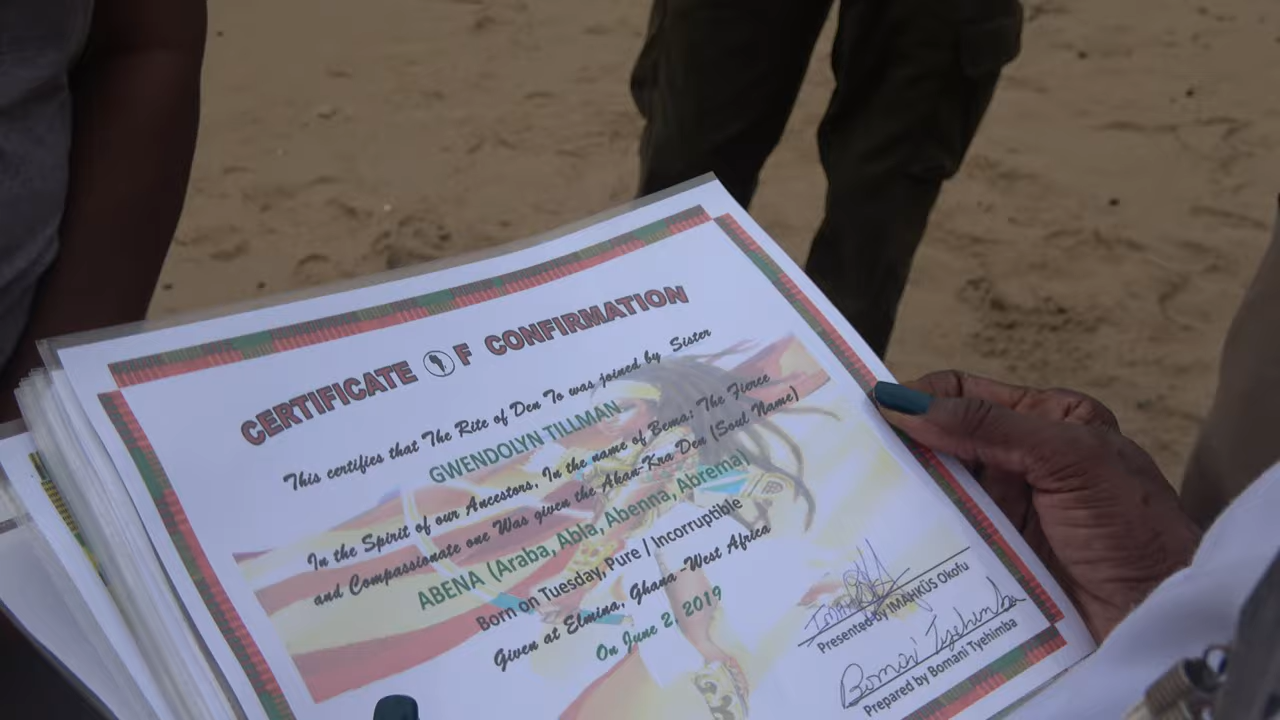 CERTIFICATE OF CONFIRMATION
This certifies that The Rite of Den To was joined by Sister
GWENDOLYN TILLMAN
In the Spirit of our Ancestors, In the name of Bema; The Fierce
and Compassionate one Was given the Akan-Kra Den (Soul Name)
ABENA (Araba, Abla, Abenna, Abrema)
Born on Tuesday, Pure / Incorruptible
Given at Elmina, Ghana -West Africa
On June 2, 2019
Presented by IMAHKÜS Okofu
Bomani Tyehimba
Prepared by Bomani Tyehimba